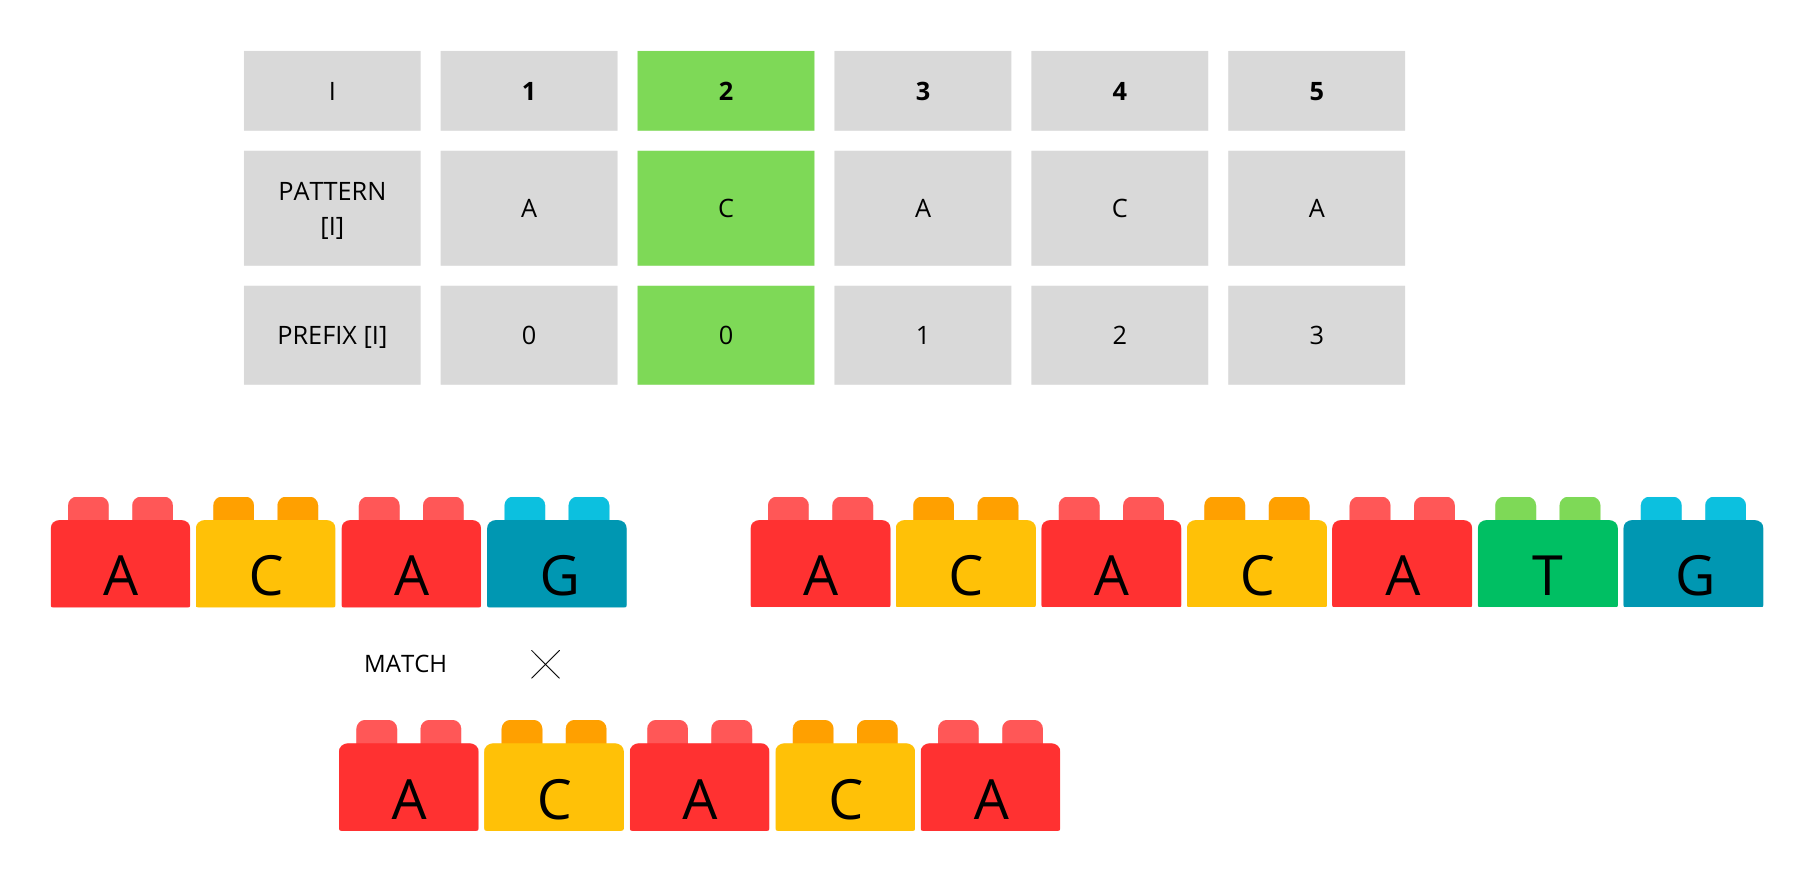 I 1 2 3 4 5
PATTERN
[I] A C A C A
PREFIX [I] 0 0 1 2 3
A C A G A C A C A T G
MATCH
A C A C A